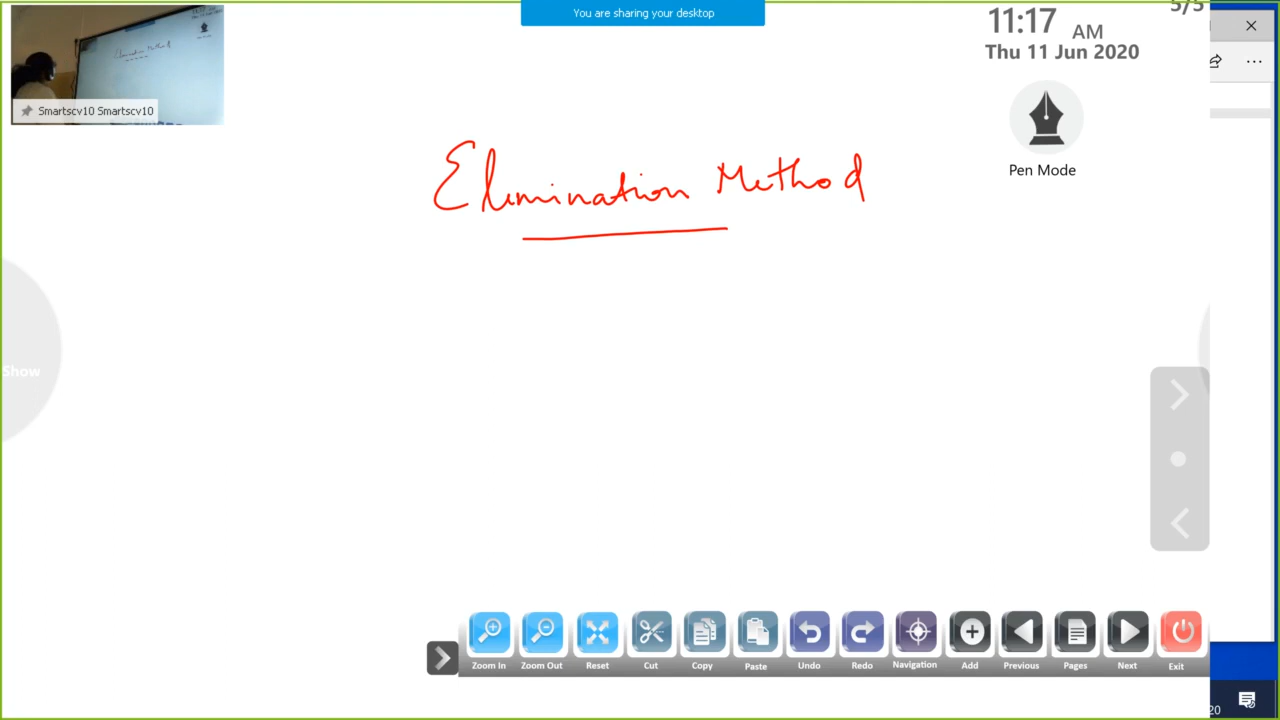 You are sharing your desktop
5/5
11:17 AM
Thu 11 Jun 2020
Smartscv10 Smartscv10
Pen Mode
Elimination Method
Show
Zoom In Zoom Out Reset Cut Copy Paste Undo Redo Navigation Add Previous Pages Next Exit
20